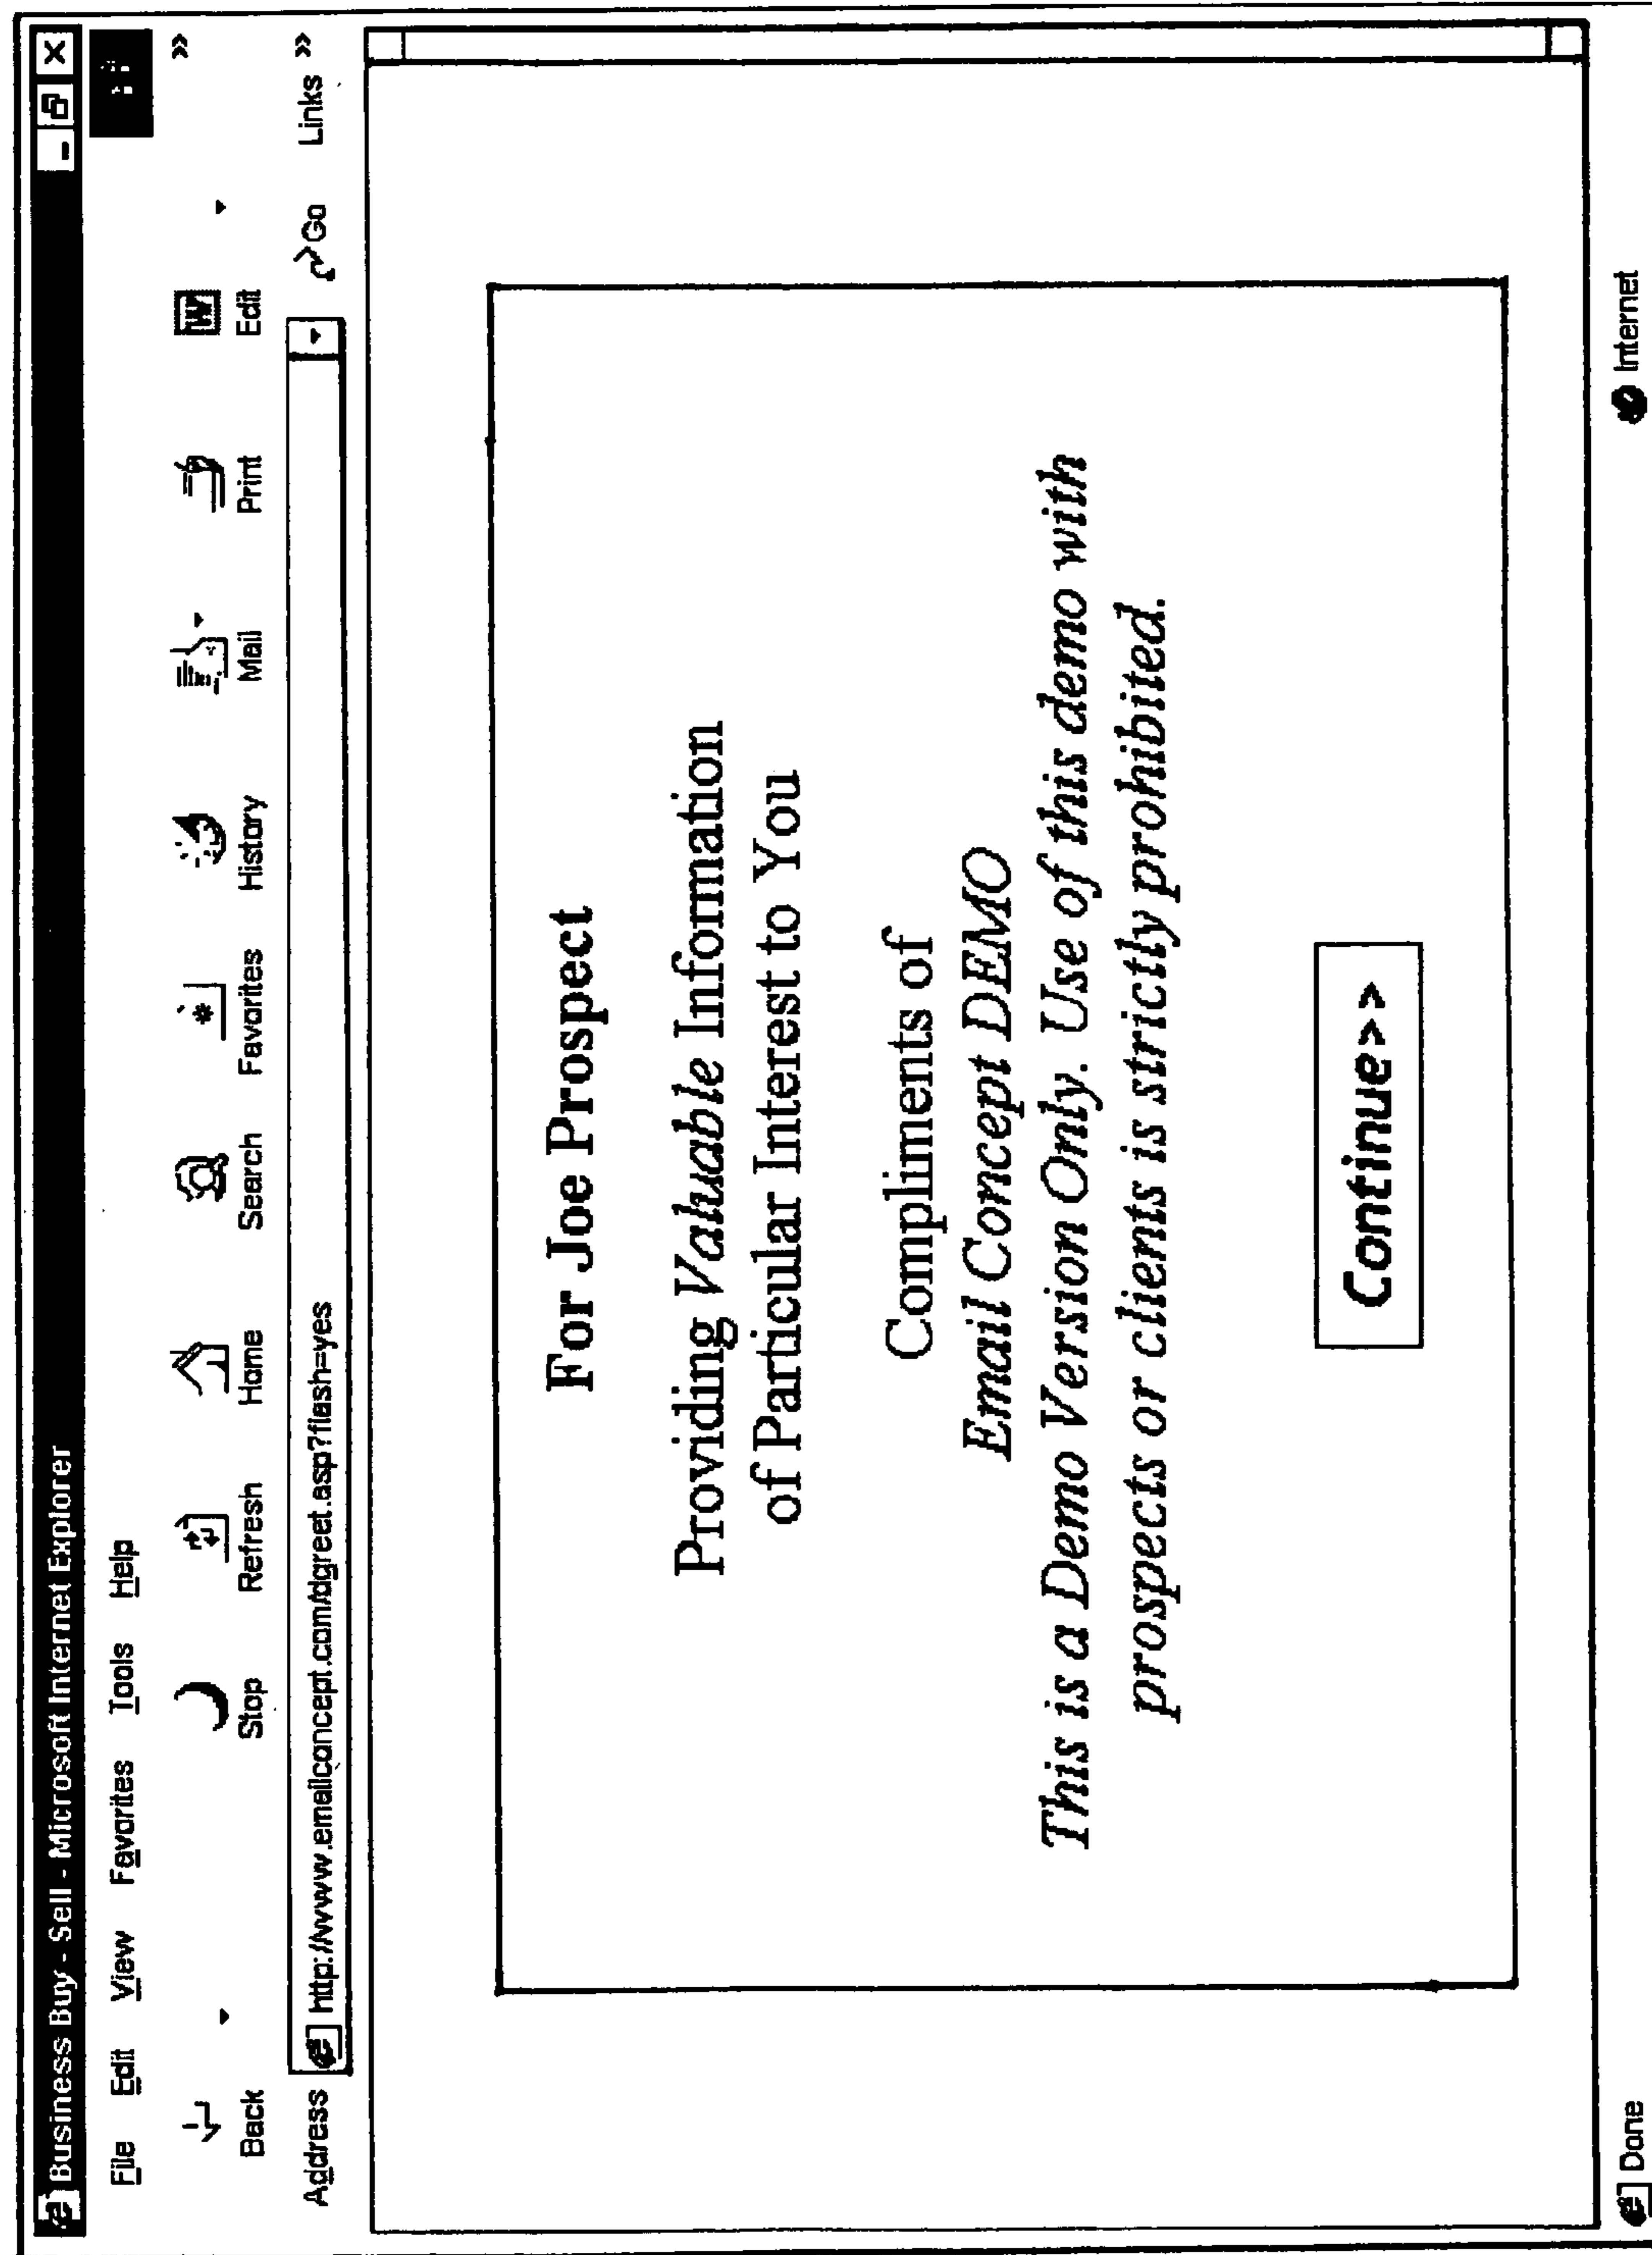 Business Buy - Sell - Microsoft Internet Explorer
File Edit View Favorites Tools Help
Back Stop Refresh Home Search Favorites History Mail Print Edit »
Address http://www.emailconcept.com/dgreet.asp?flash=yes Go Links »
For Joe Prospect
Providing Valuable Information
of Particular Interest to You
Compliments of
Email Concept DEMO
This is a Demo Version Only. Use of this demo with
prospects or clients is strictly prohibited.
Continue>>
Done Internet